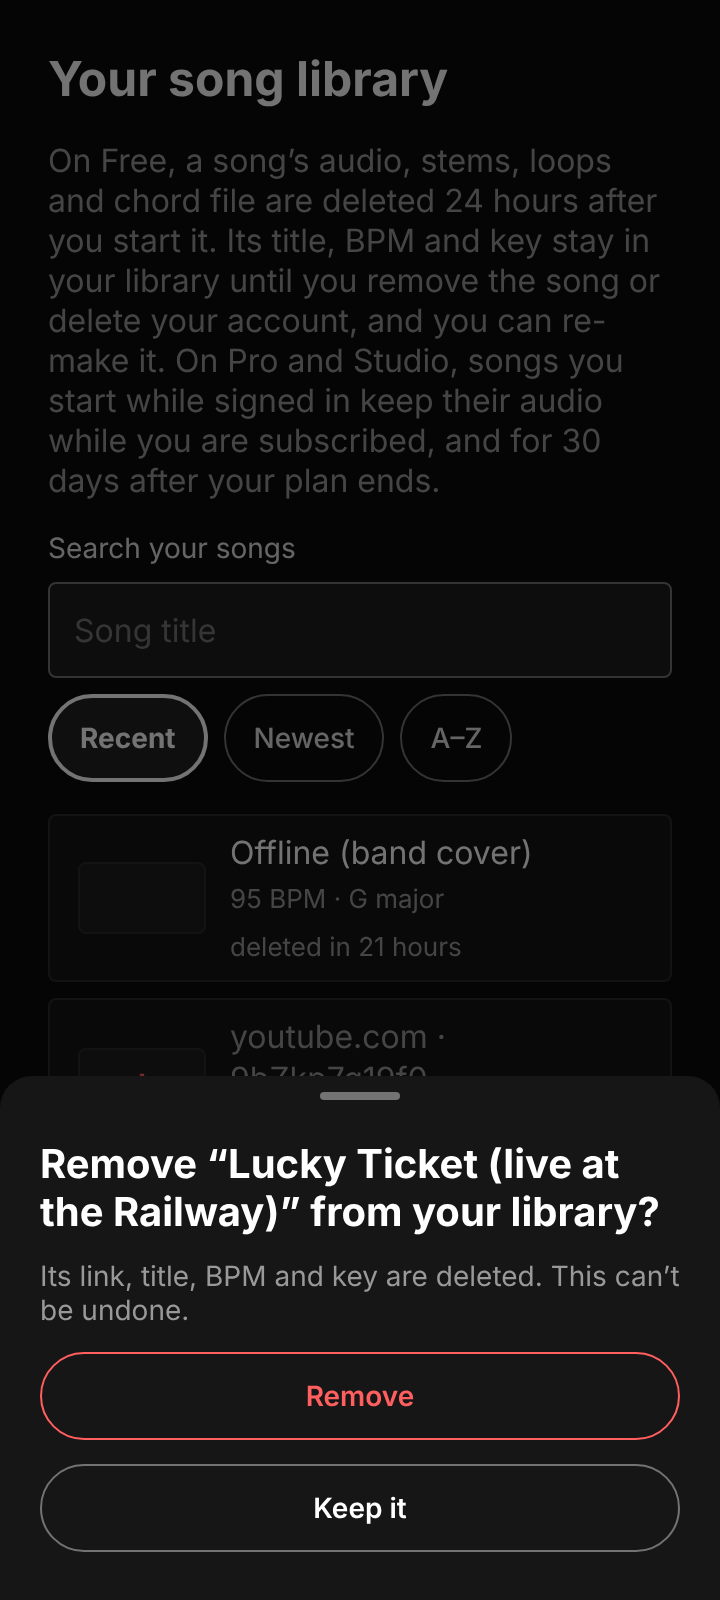 Your song library
On Free, a song’s audio, stems, loops
and chord file are deleted 24 hours after
you start it. Its title, BPM and key stay in
your library until you remove the song or
delete your account, and you can re-
make it. On Pro and Studio, songs you
start while signed in keep their audio
while you are subscribed, and for 30
days after your plan ends.
Search your songs
Song title
Recent
Newest
A–Z
Offline (band cover)
95 BPM · G major
deleted in 21 hours
youtube.com ·
Remove “Lucky Ticket (live at
the Railway)” from your library?
Its link, title, BPM and key are deleted. This can’t
be undone.
Remove
Keep it